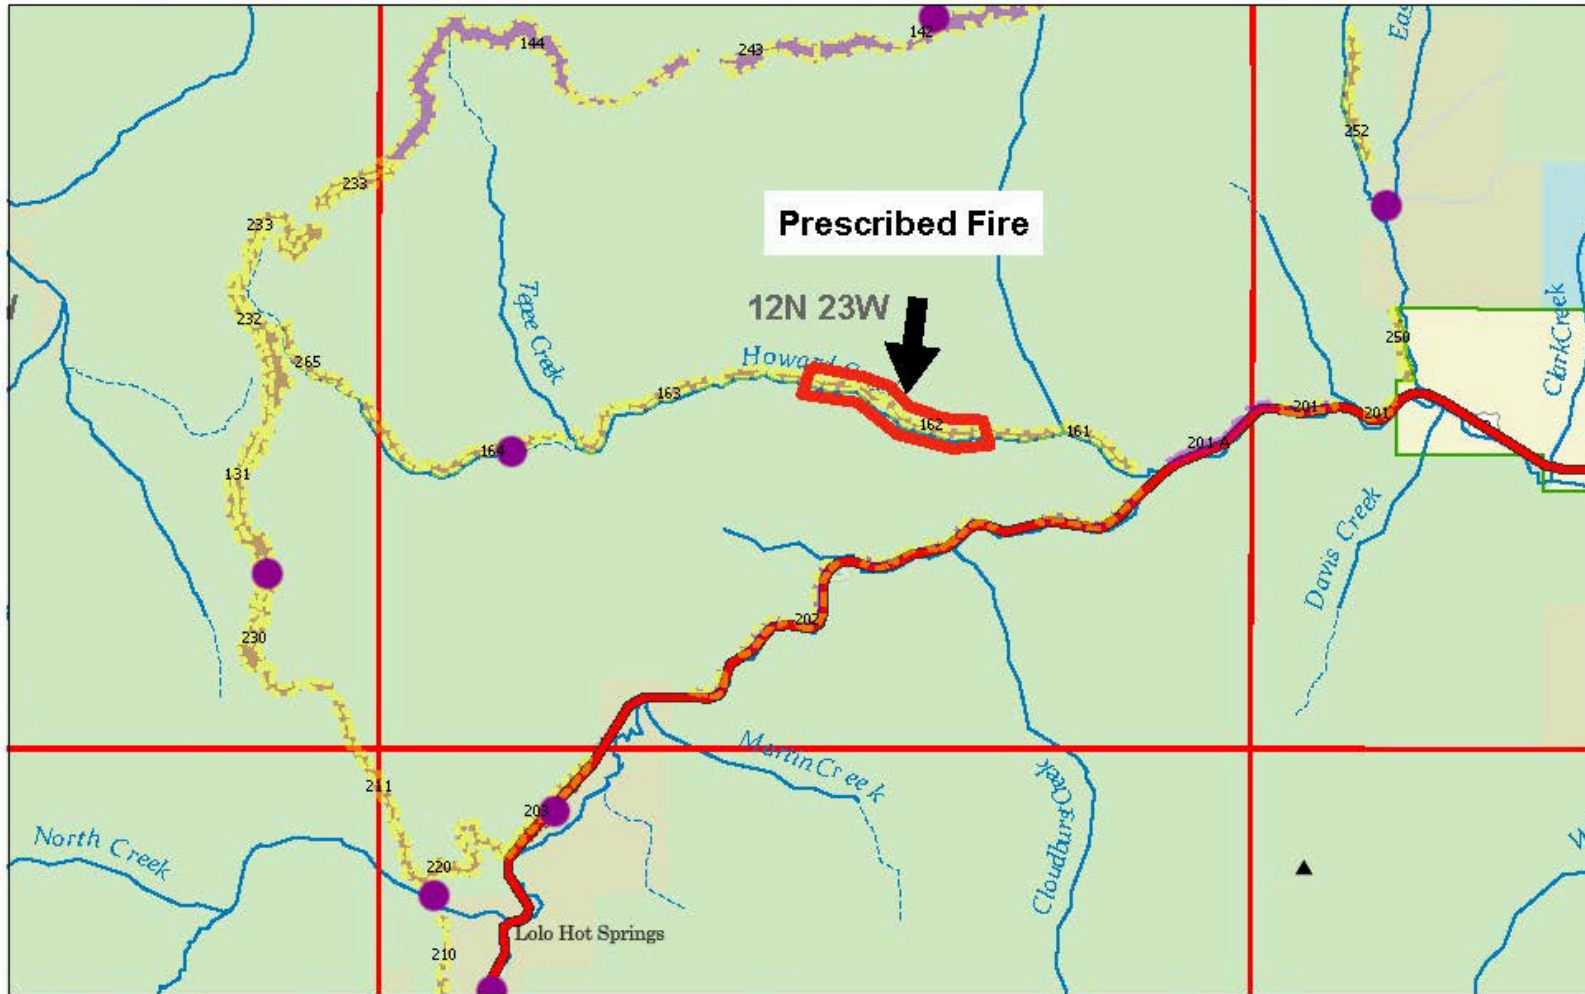 142
144
243
Eas
252
233
Prescribed Fire
233
Tepee Creek
12N 23W
232
265
Howard C
250
Clark Creek
163
162
161
201
201
201 A
164
131
Davis Creek
202
230
Martin Creek
Cloudburst Creek
211
203
North Creek
220
Lolo Hot Springs
210